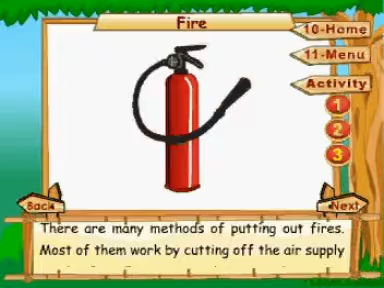 Fire
10-Home
11-Menu
Activity
1
2
3
Back
Next
There are many methods of putting out fires.
Most of them work by cutting off the air supply